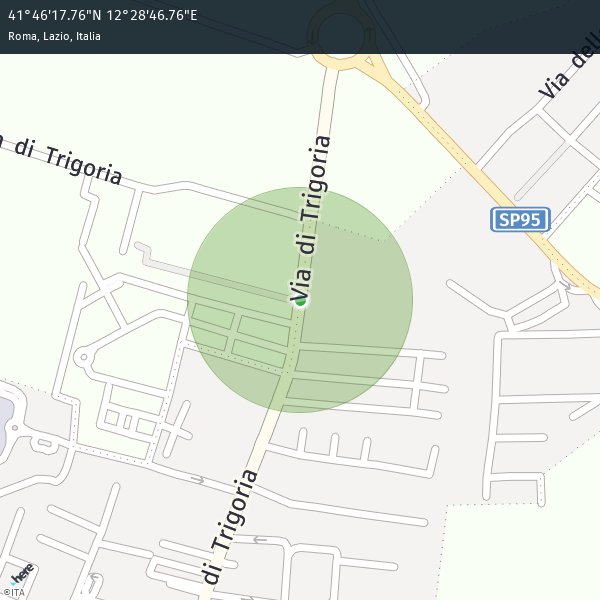 41°46'17.76"N 12°28'46.76"E
Roma, Lazio, Italia
Via
di Trigoria
Via di Trigoria
SP95
di Trigoria
here
©ITA